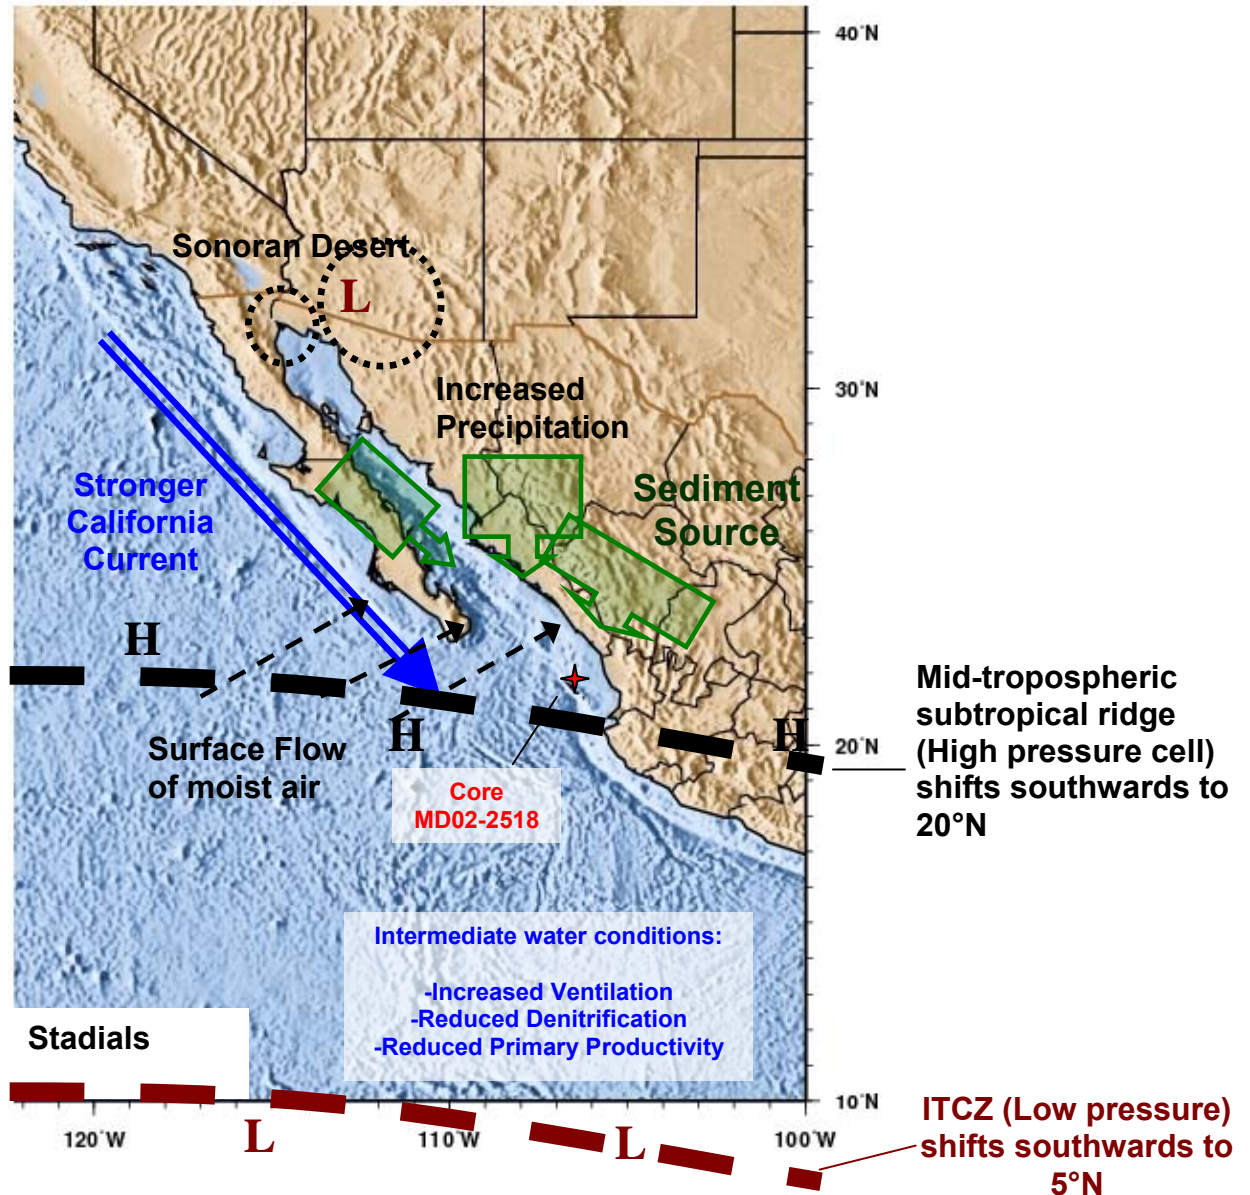 40°N
Sonoran Desert
L
30°N
Increased
Precipitation
Sediment
Source
Stronger
California
Current
H
H
H
20°N
Mid-tropospheric
subtropical ridge
(High pressure cell)
shifts southwards to
20°N
Surface Flow
of moist air
Core
MD02-2518
Intermediate water conditions:
-Increased Ventilation
-Reduced Denitrification
-Reduced Primary Productivity
Stadials
10°N
120°W
L
110°W
L
100°W
ITCZ (Low pressure)
shifts southwards to
5°N